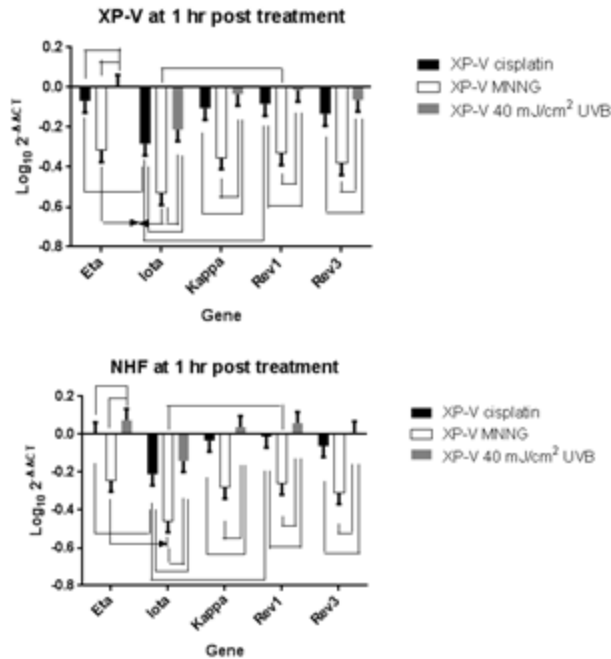 XP-V at 1 hr post treatment
Log10 2-ΔΔCT
0.2
0.0
-0.2
-0.4
-0.6
-0.8
Eta
Iota
Kappa
Rev1
Rev3
Gene
XP-V cisplatin
XP-V MNNG
XP-V 40 mJ/cm² UVB
NHF at 1 hr post treatment
Log10 2-ΔΔCT
0.2
0.0
-0.2
-0.4
-0.6
-0.8
Eta
Iota
Kappa
Rev1
Rev3
Gene
XP-V cisplatin
XP-V MNNG
XP-V 40 mJ/cm² UVB